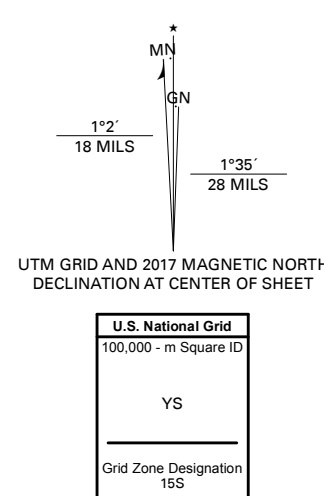 ★
MN
GN
1°2´
18 MILS
1°35´
28 MILS
UTM GRID AND 2017 MAGNETIC NORTH
DECLINATION AT CENTER OF SHEET
U.S. National Grid
100,000 - m Square ID
YS
Grid Zone Designation
15S